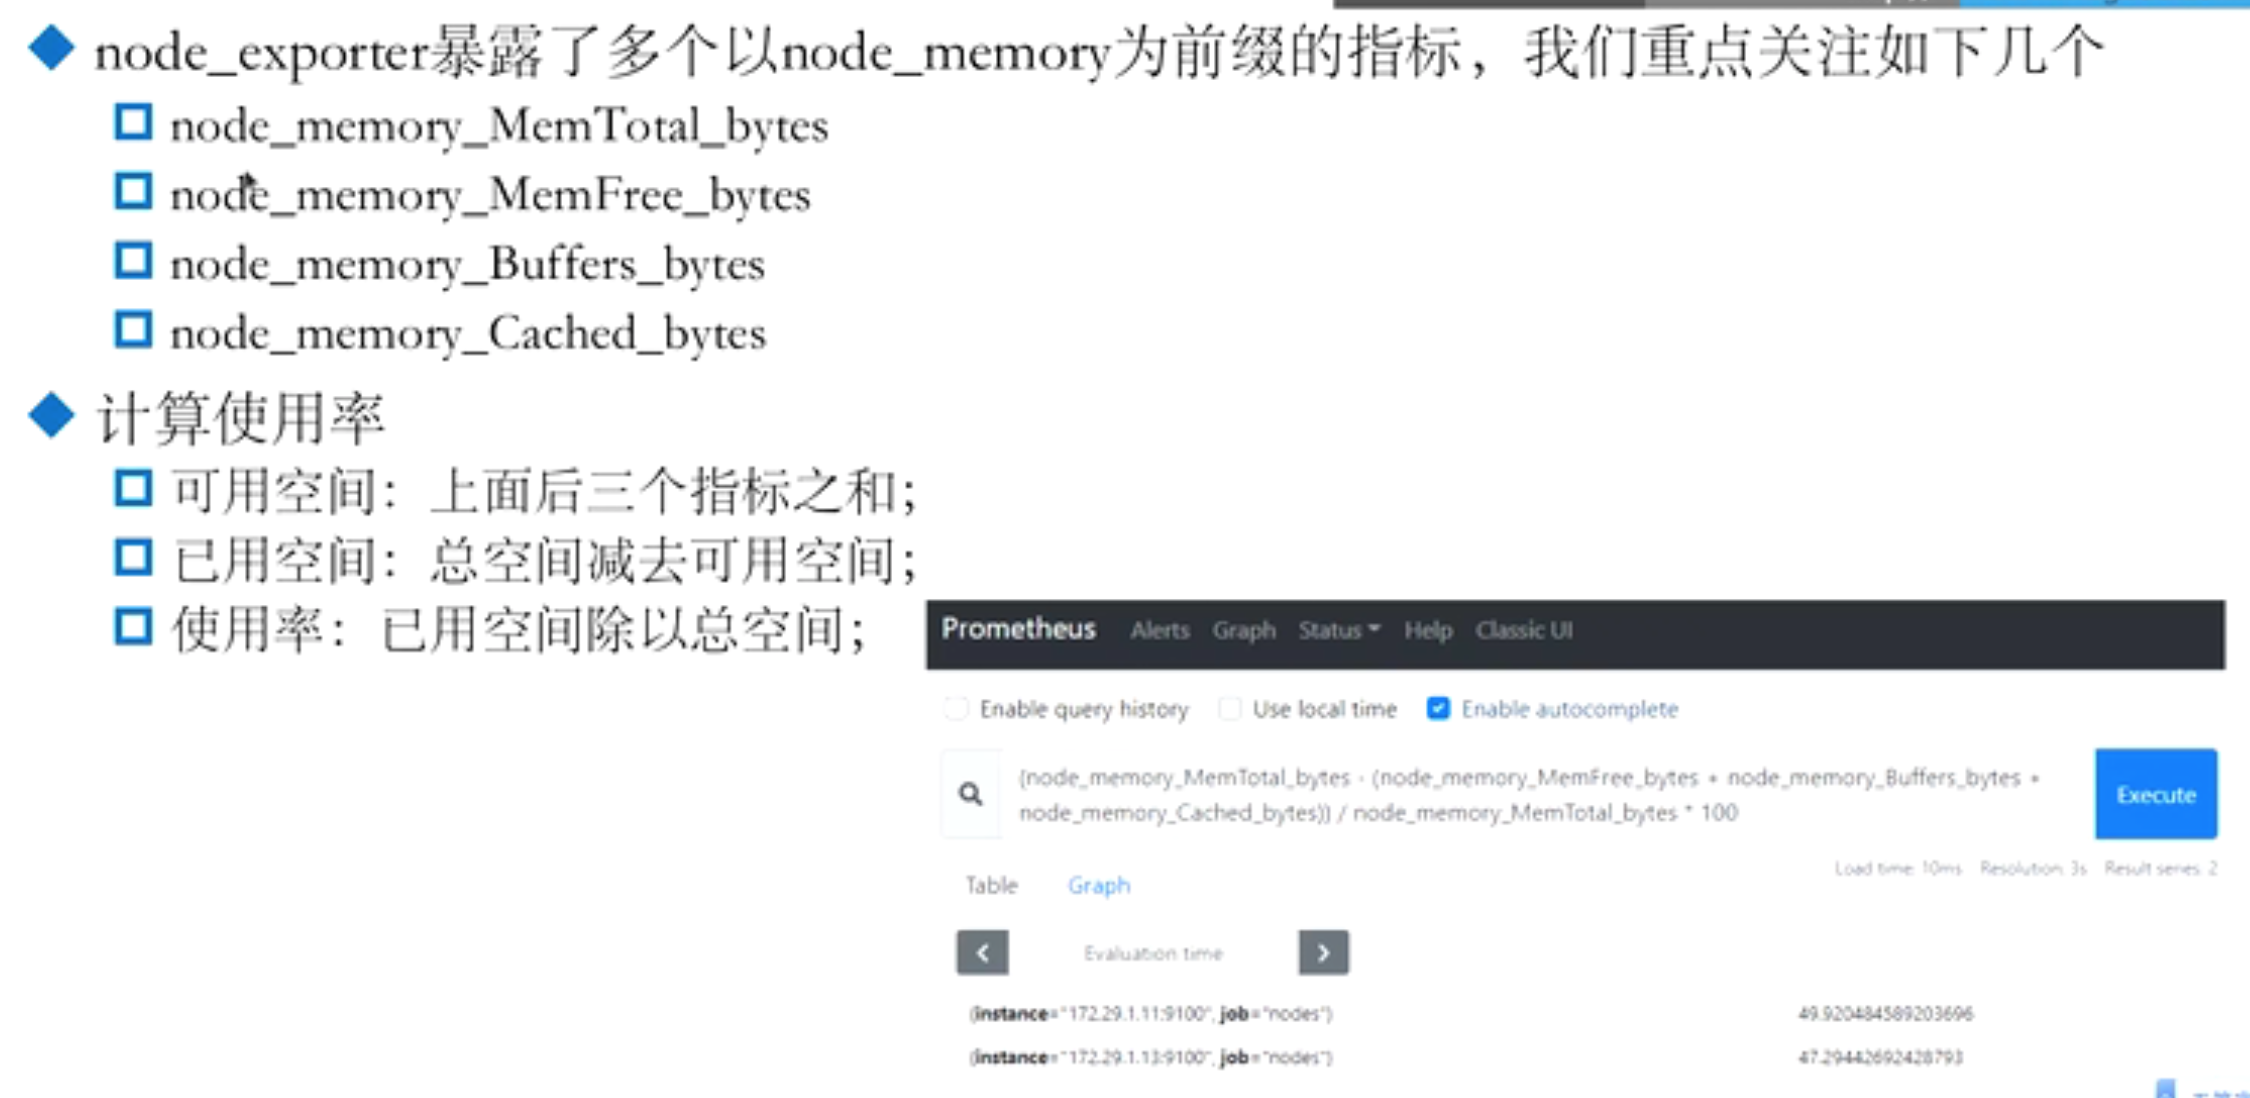 node_exporter暴露了多个以node_memory为前缀的指标，我们重点关注如下几个
node_memory_MemTotal_bytes
node_memory_MemFree_bytes
node_memory_Buffers_bytes
node_memory_Cached_bytes
计算使用率
可用空间：上面后三个指标之和；
已用空间：总空间减去可用空间；
使用率：已用空间除以总空间；
Prometheus Alerts Graph Status Help Classic UI
Enable query history Use local time Enable autocomplete
(node_memory_MemTotal_bytes - (node_memory_MemFree_bytes + node_memory_Buffers_bytes +
node_memory_Cached_bytes)) / node_memory_MemTotal_bytes * 100
Execute
Load time: 10ms Resolution: 3s Result series: 2
Table Graph
Evaluation time
{instance="172.29.1.11:9100", job="nodes"} 49.920484589203696
{instance="172.29.1.13:9100", job="nodes"} 47.29442692428793